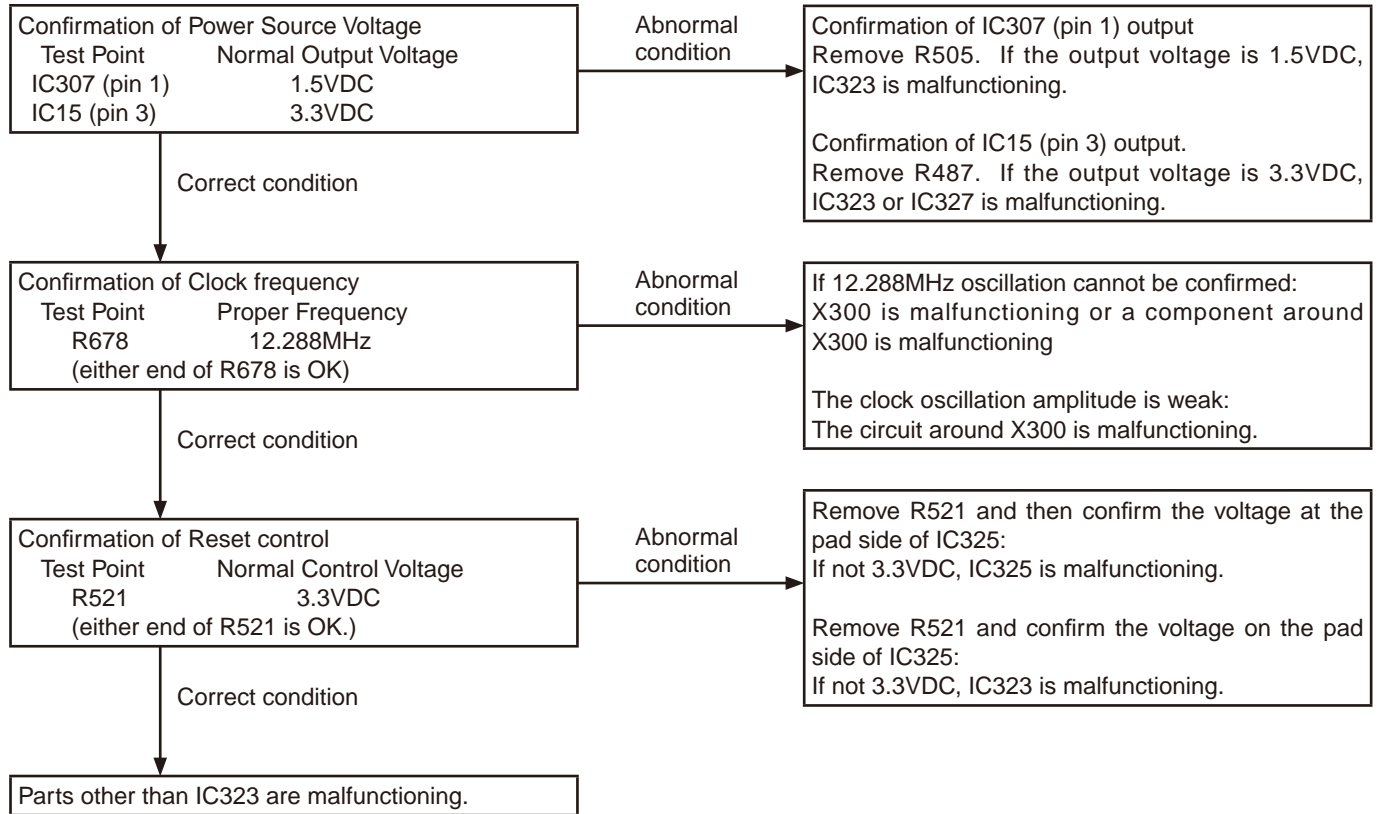 Confirmation of Power Source Voltage
Test Point Normal Output Voltage
IC307 (pin 1) 1.5VDC
IC15 (pin 3) 3.3VDC
Abnormal
condition
Confirmation of IC307 (pin 1) output
Remove R505. If the output voltage is 1.5VDC,
IC323 is malfunctioning.
Confirmation of IC15 (pin 3) output.
Remove R487. If the output voltage is 3.3VDC,
IC323 or IC327 is malfunctioning.
Correct condition
Confirmation of Clock frequency
Test Point Proper Frequency
R678 12.288MHz
(either end of R678 is OK)
Abnormal
condition
If 12.288MHz oscillation cannot be confirmed:
X300 is malfunctioning or a component around
X300 is malfunctioning
The clock oscillation amplitude is weak:
The circuit around X300 is malfunctioning.
Correct condition
Confirmation of Reset control
Test Point Normal Control Voltage
R521 3.3VDC
(either end of R521 is OK.)
Abnormal
condition
Remove R521 and then confirm the voltage at the
pad side of IC325:
If not 3.3VDC, IC325 is malfunctioning.
Remove R521 and confirm the voltage on the pad
side of IC325:
If not 3.3VDC, IC323 is malfunctioning.
Correct condition
Parts other than IC323 are malfunctioning.